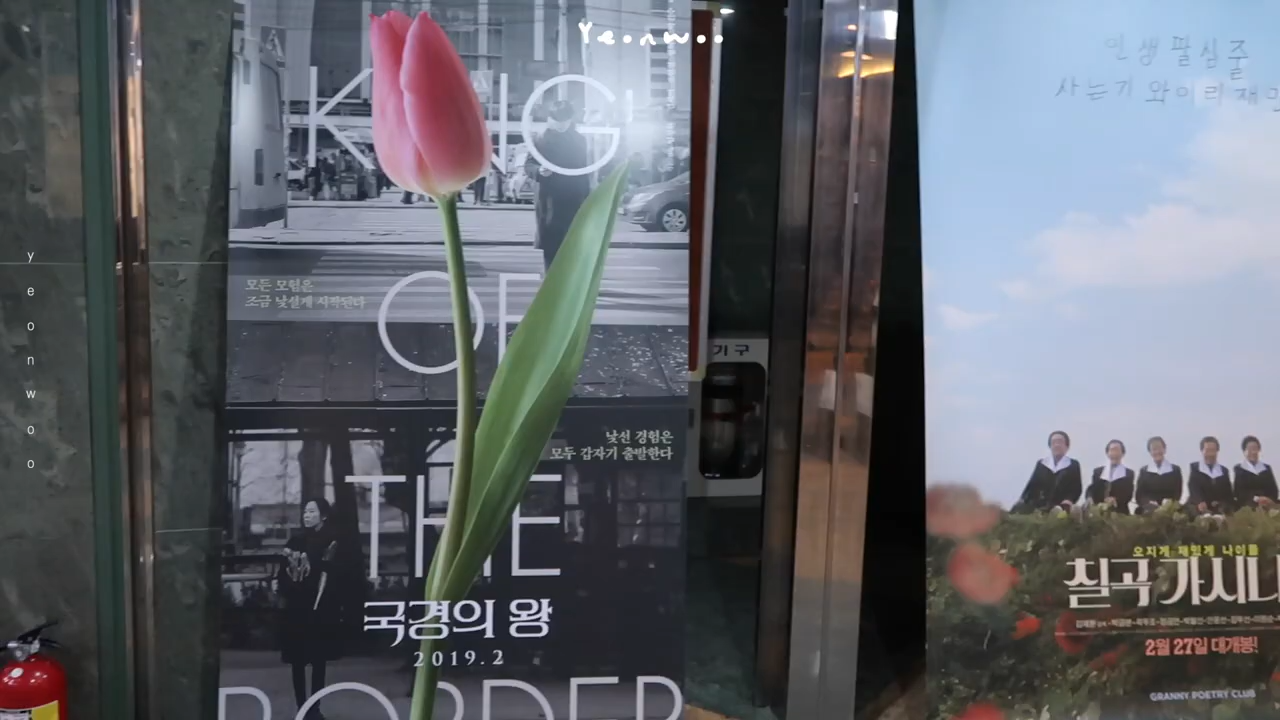 Yeonwoo
yeonwoo
KING
모든 모험은
조금 낯설게 시작된다
OF
낯선 경험은
모두 갑자기 출발한다
THE
국경의 왕
2019.2
BORDER
기구
인생 팔십줄
사는기 와이리 재
오지게 재밌게 나이듦
칠곡 가시나
2월 27일 대개봉!
GRANNY POETRY CLUB